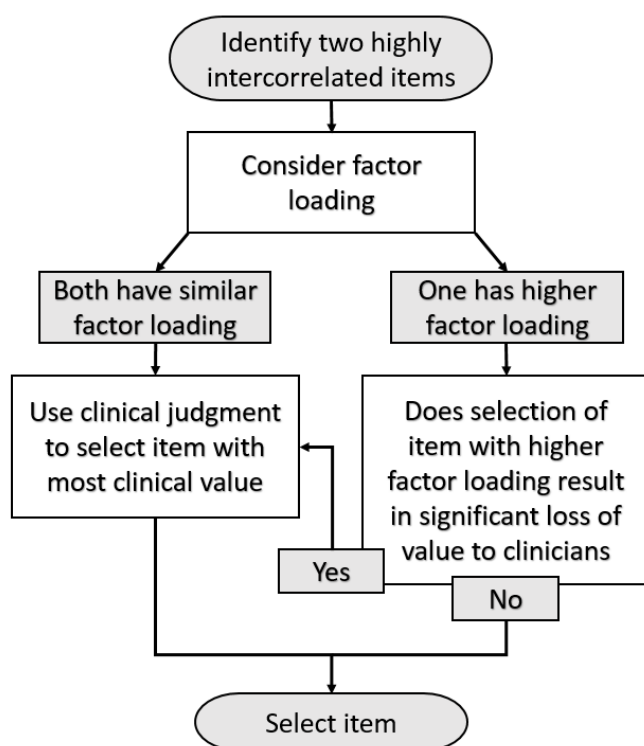 Identify two highly
intercorrelated items
Consider factor
loading
Both have similar
factor loading
One has higher
factor loading
Use clinical judgment
to select item with
most clinical value
Does selection of
item with higher
factor loading result
in significant loss of
value to clinicians
Yes
No
Select item